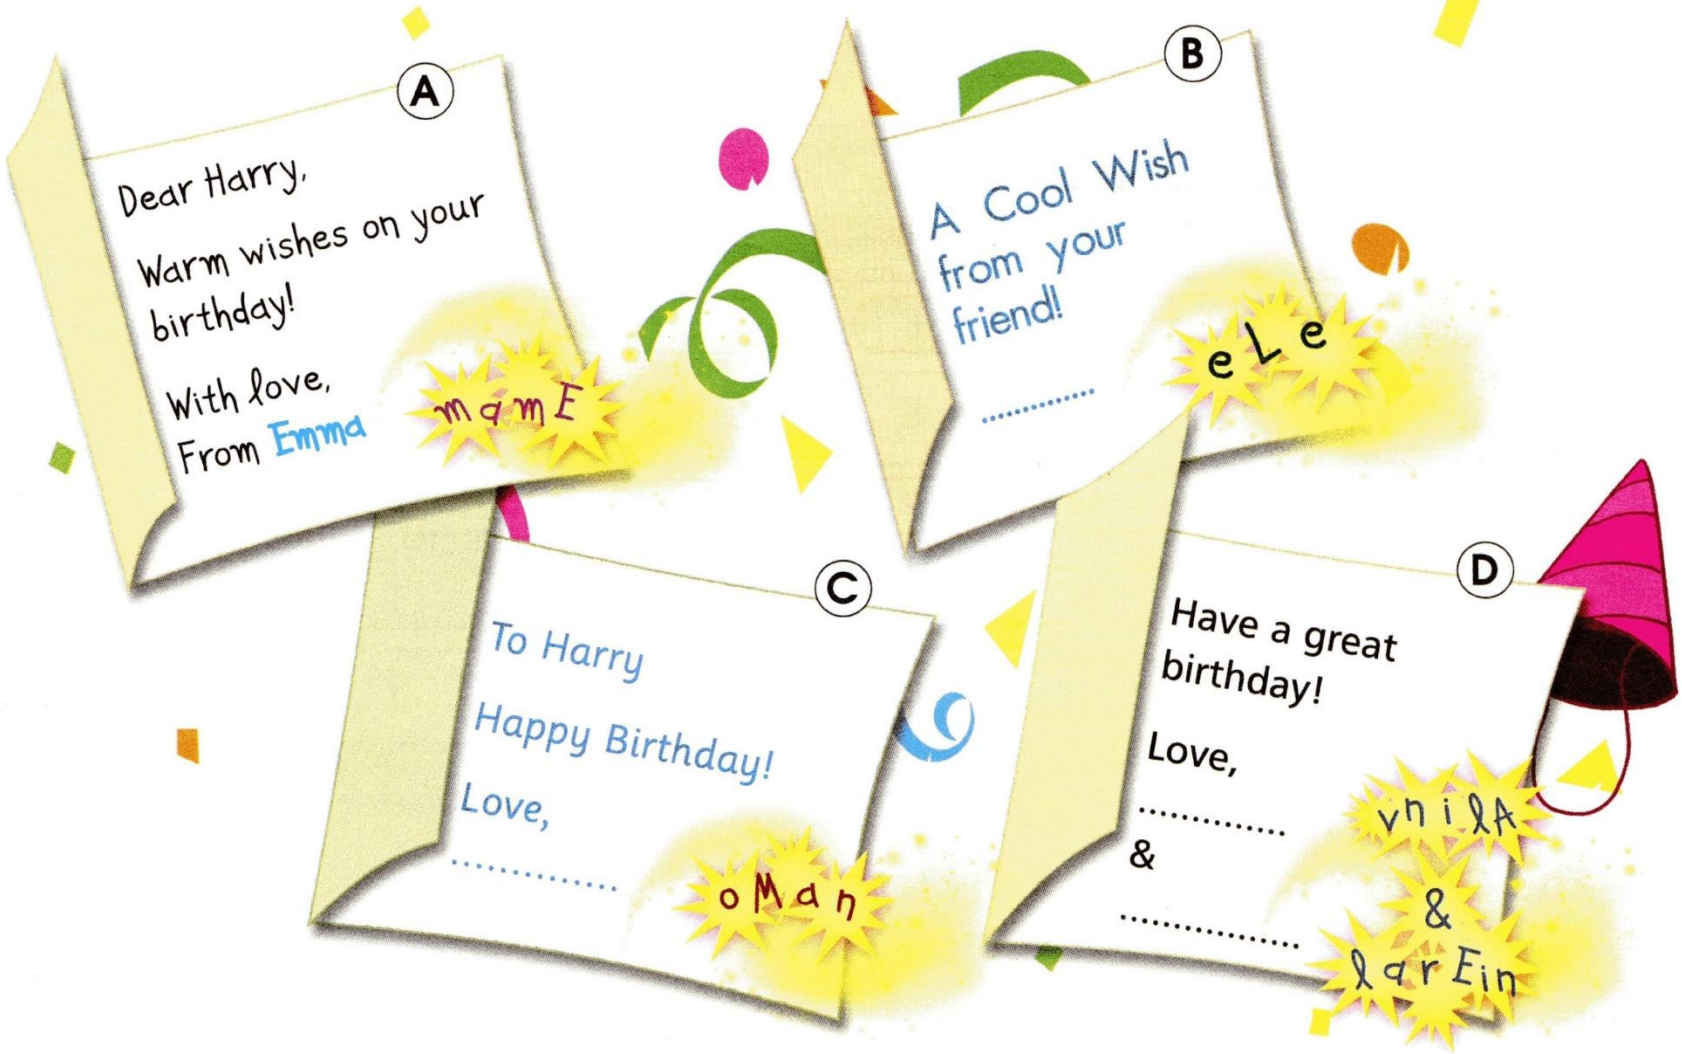 A
Dear Harry,
Warm wishes on your
birthday!
With love,
From Emma
mamE
B
A Cool Wish
from your
friend!
.............
eLe
C
To Harry
Happy Birthday!
Love,
..............
oMan
D
Have a great
birthday!
Love,
..............
&
.................
vnilA
&
larEin